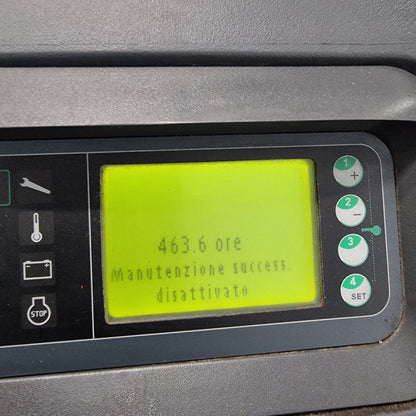 463.6 ore
Manutenzione success.
disattivato
1
+
2
−
3
4
SET
STOP